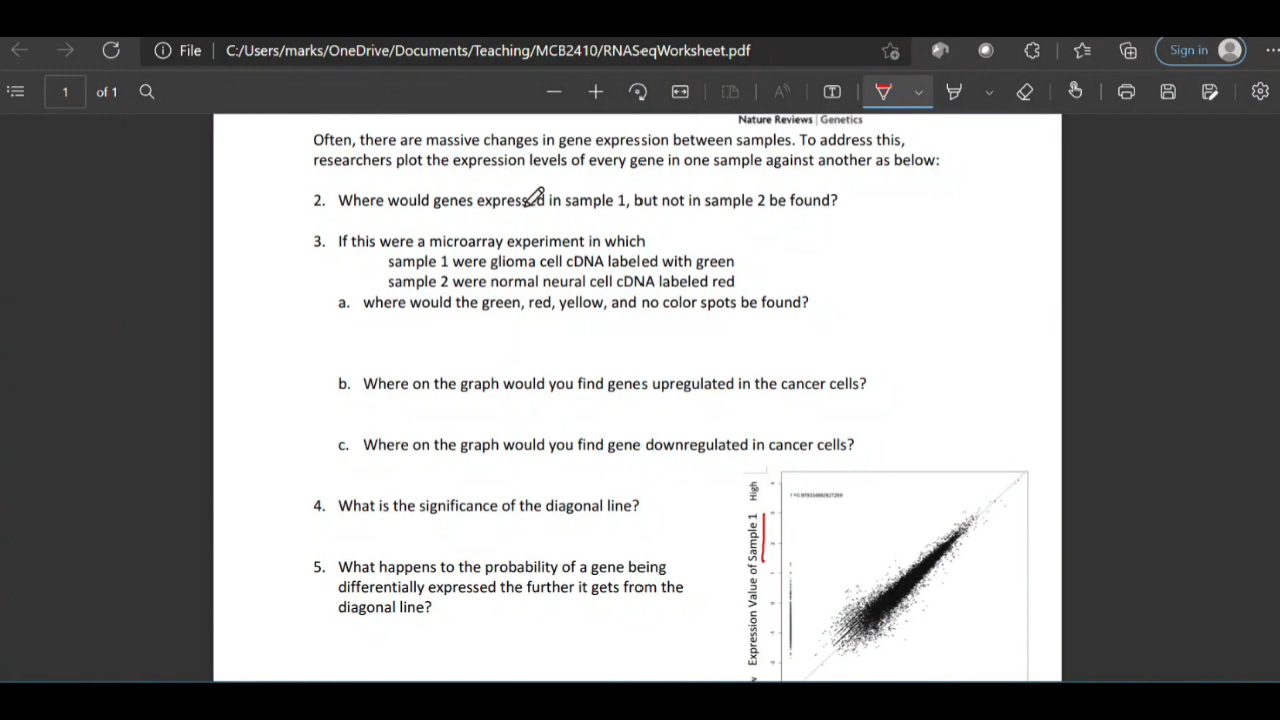 File
C:/Users/marks/OneDrive/Documents/Teaching/MCB2410/RNASeqWorksheet.pdf
Sign in
1 of 1
Nature Reviews | Genetics
Often, there are massive changes in gene expression between samples. To address this,
researchers plot the expression levels of every gene in one sample against another as below:
2. Where would genes expressed in sample 1, but not in sample 2 be found?
3. If this were a microarray experiment in which
sample 1 were glioma cell cDNA labeled with green
sample 2 were normal neural cell cDNA labeled red
a. where would the green, red, yellow, and no color spots be found?
b. Where on the graph would you find genes upregulated in the cancer cells?
c. Where on the graph would you find gene downregulated in cancer cells?
4. What is the significance of the diagonal line?
5. What happens to the probability of a gene being
differentially expressed the further it gets from the
diagonal line?
Expression Value of Sample 1 High
4
3
2
1
0
-1
-2